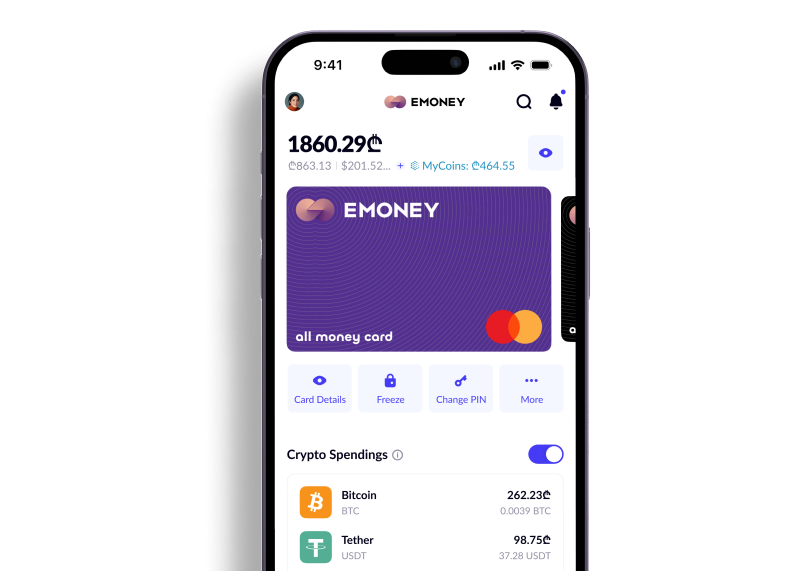 9:41
EMONEY
1860.29₾
₾863.13 | $201.52... + MyCoins: ₾464.55
EMONEY
all money card
Card Details
Freeze
Change PIN
More
Crypto Spendings
Bitcoin 262.23₾
BTC 0.0039 BTC
Tether 98.75₾
USDT 37.28 USDT